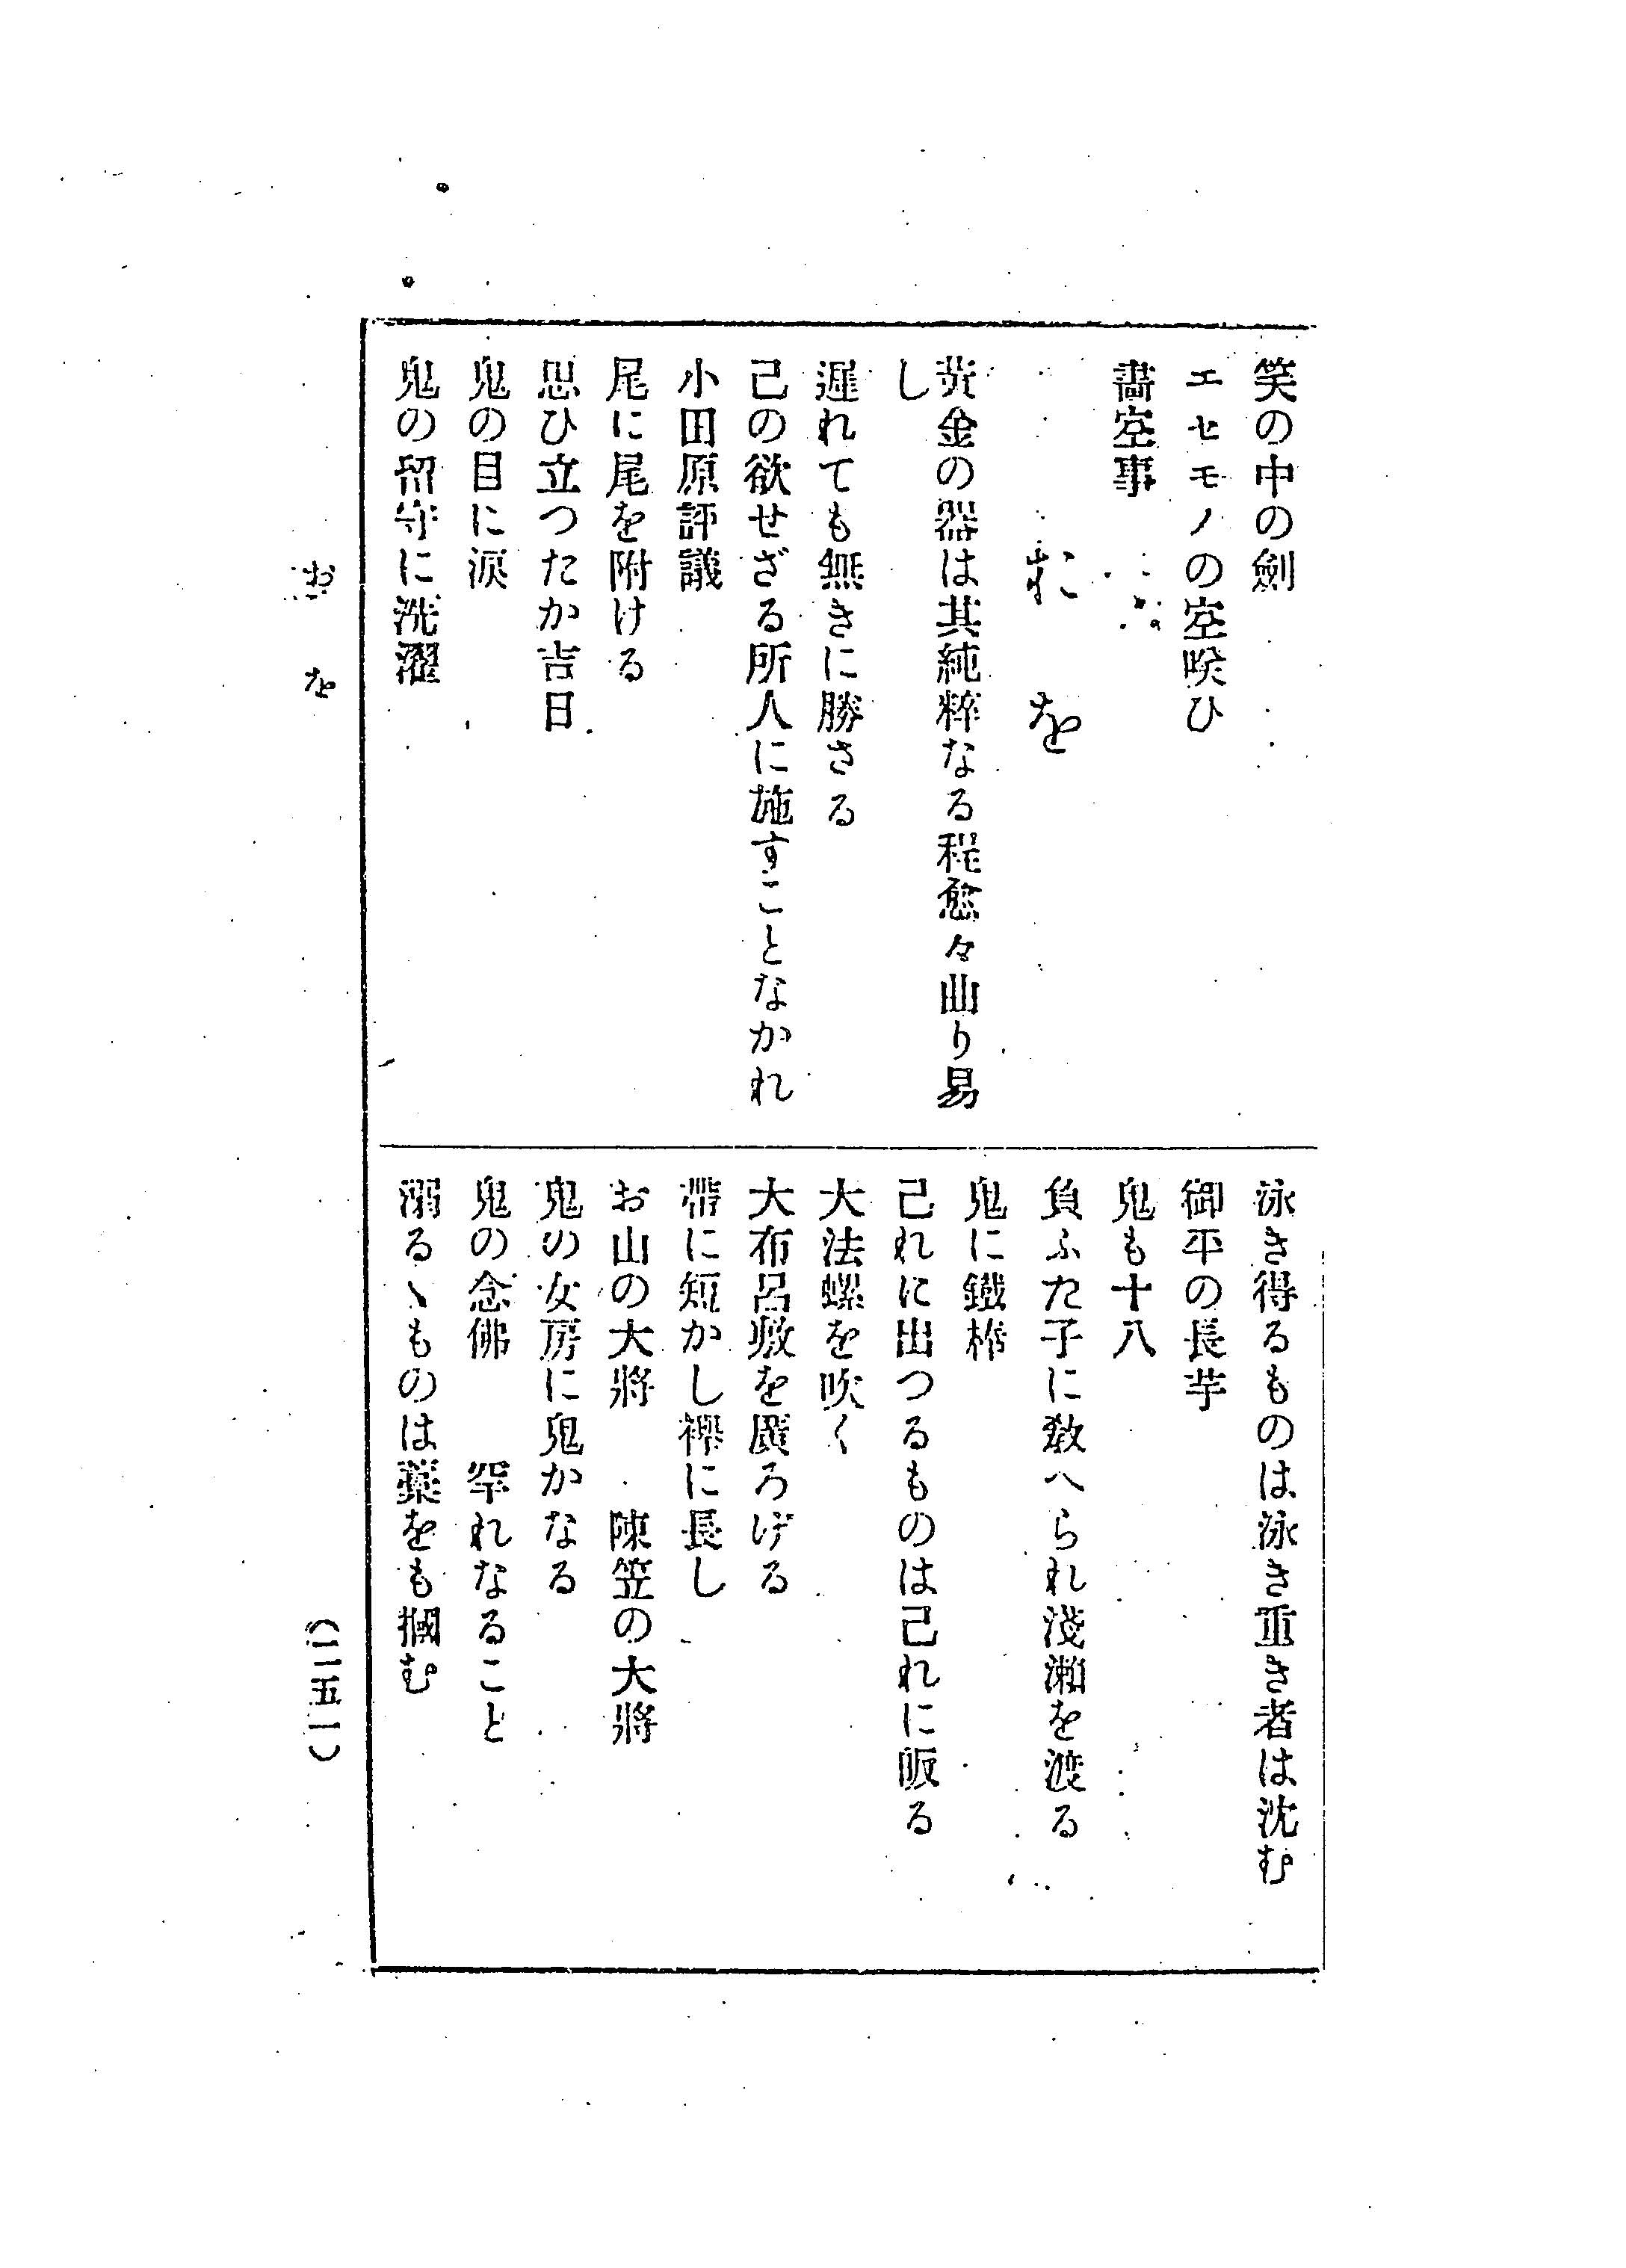 笑の中の劍
エセモノの空咲ひ
畵空事
お を
黄金の器は其純粹なる程愈々曲り易
し
遲れても無きに勝さる
己の欲せざる所人に施すことなかれ
小田原評議
尾に尾を附ける
思ひ立つたか吉日
鬼の目に涙
鬼の留守に洗濯
泳き得るものは泳き重き者は沈む
御平の長芋
鬼も十八
負ふた子に敎へられ淺瀨を渡る
鬼に鐵棒
己れに出つるものは己れに皈る
大法螺を吹く
大布呂敷を廣ろげる
帶に短かし襷に長し
お山の大將 陳笠の大將
鬼の女房に鬼かなる
鬼の念佛 罕れなること
溺るゝものは藁をも摑む
お を
(二五一)